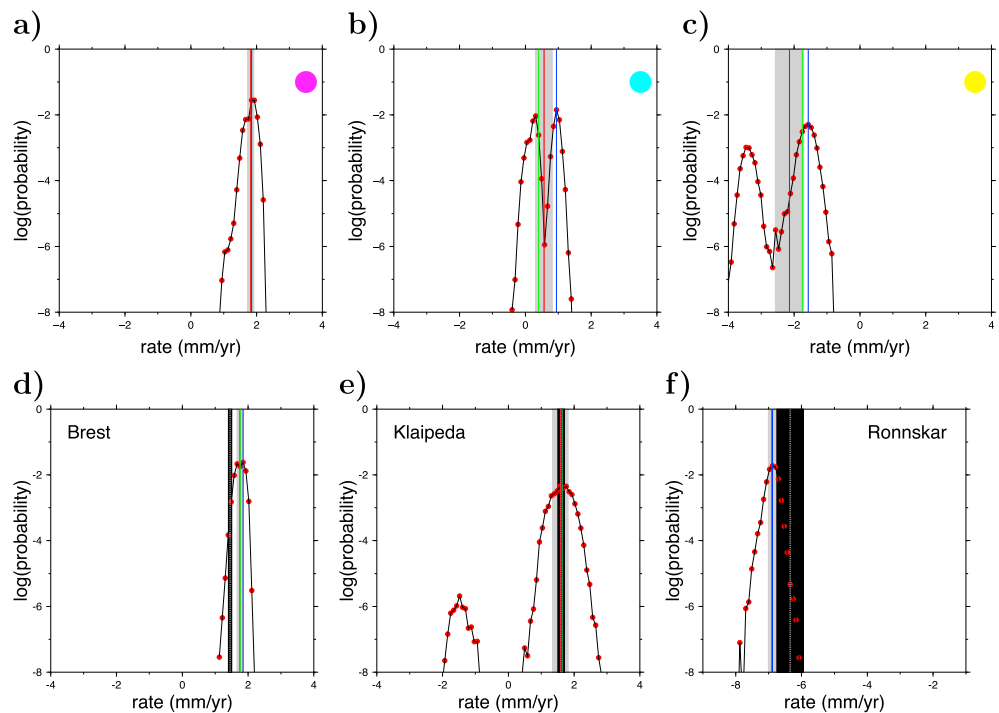 a) b) c)
0 0 0
−2 −2 −2
−4 −4 −4
−6 −6 −6
−8 −8 −8
log(probability) log(probability) log(probability)
−4 −2 0 2 4 −4 −2 0 2 4 −4 −2 0 2 4
rate (mm/yr) rate (mm/yr) rate (mm/yr)
d) e) f)
Brest Klaipeda Ronnskar
0 0 0
-2 -2 -2
-4 -4 -4
-6 -6 -6
-8 -8 -8
log(probability) log(probability) log(probability)
-4 -2 0 2 4 -4 -2 0 2 4 -8 -6 -4 -2
rate (mm/yr) rate (mm/yr) rate (mm/yr)